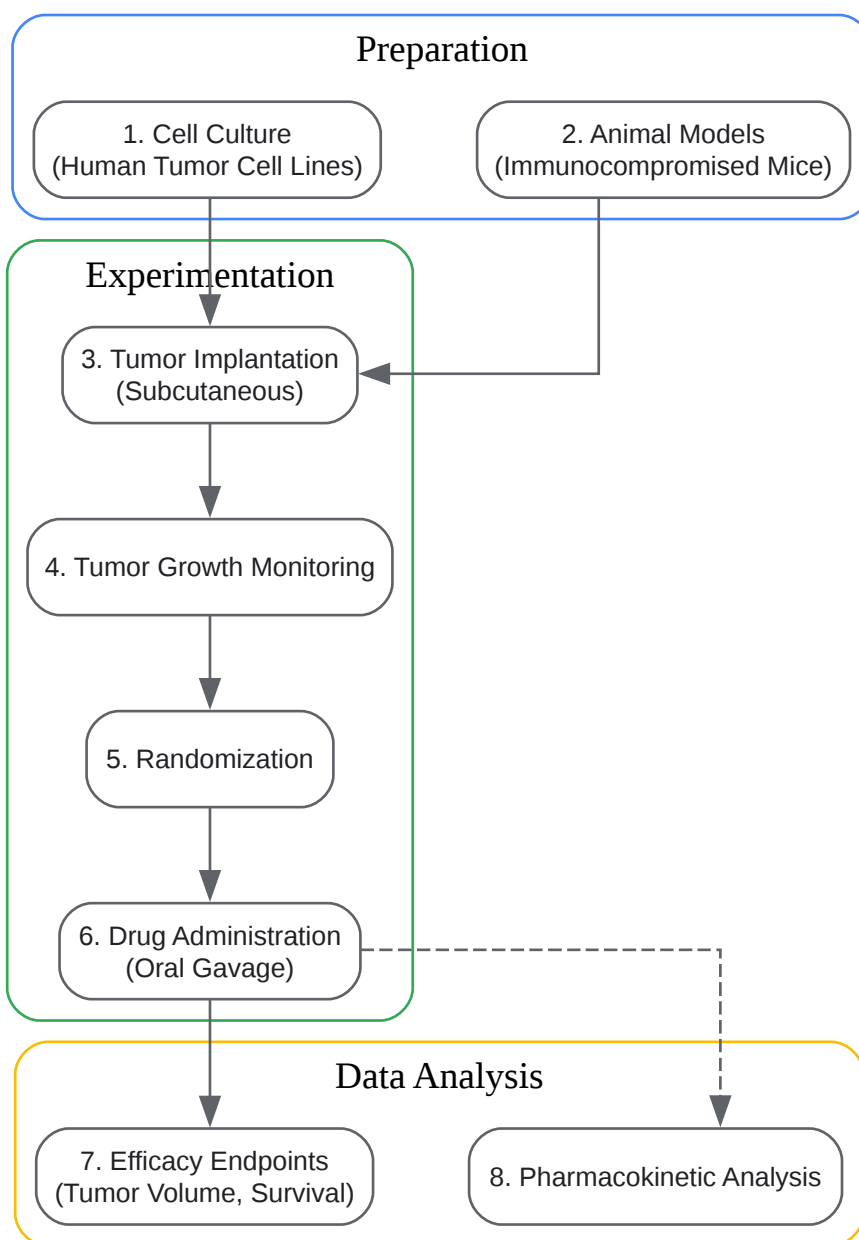 Preparation
1. Cell Culture
(Human Tumor Cell Lines)
2. Animal Models
(Immunocompromised Mice)
Experimentation
3. Tumor Implantation
(Subcutaneous)
4. Tumor Growth Monitoring
5. Randomization
6. Drug Administration
(Oral Gavage)
Data Analysis
7. Efficacy Endpoints
(Tumor Volume, Survival)
8. Pharmacokinetic Analysis